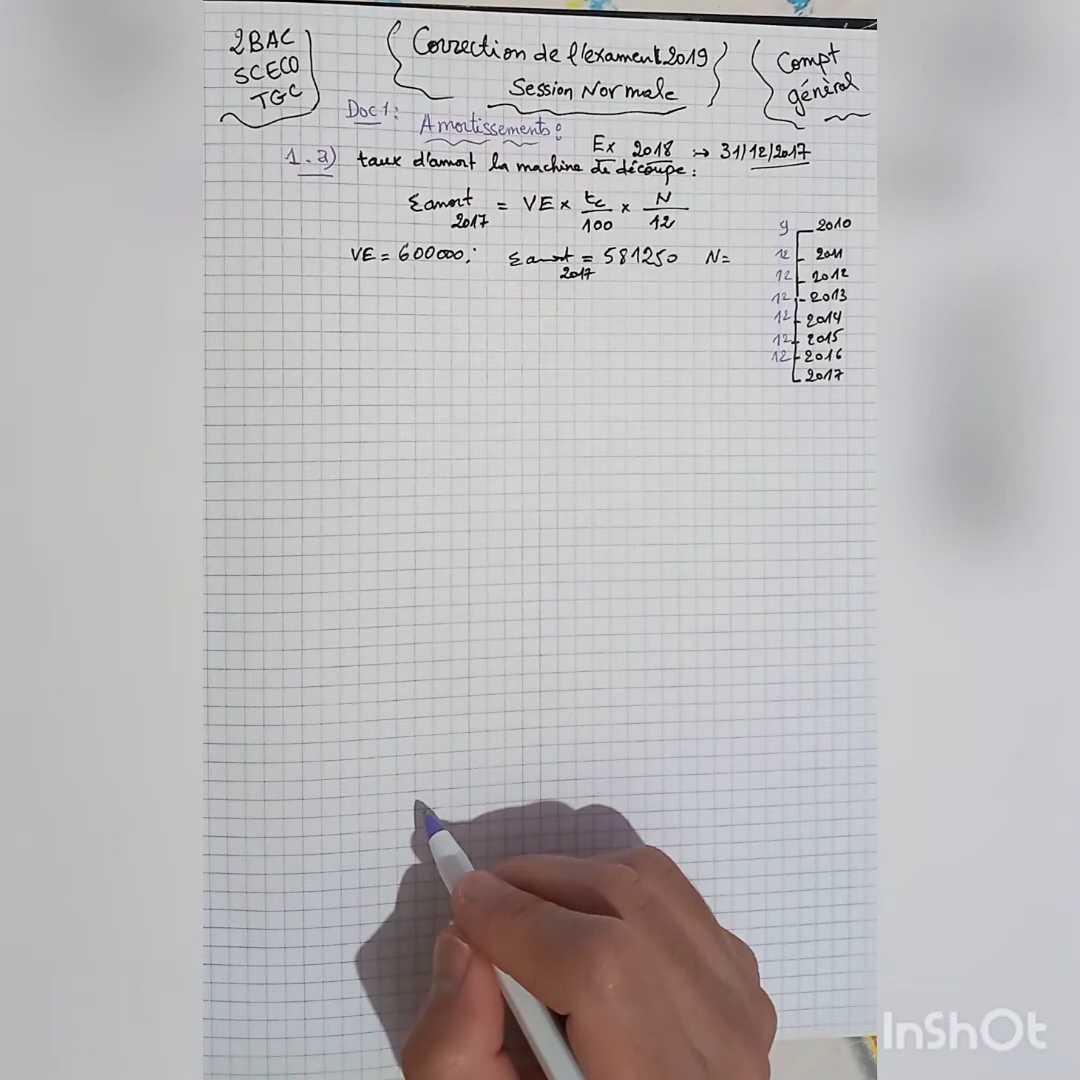 2BAC
SCECO
TGC
Correction de l'examen 2019
Session Normale
Compt
général
Doc 1:
Amortissements:
Ex 2018 → 31/12/2017
1-a) taux d'amort la machine de découpe:
Σ amort 2017 = VE × tc/100 × N/12
VE = 600000; Σ amort 2017 = 581250 N=
9 2010
12 2011
12 2012
12 2013
12 2014
12 2015
12 2016
2017
InShOt